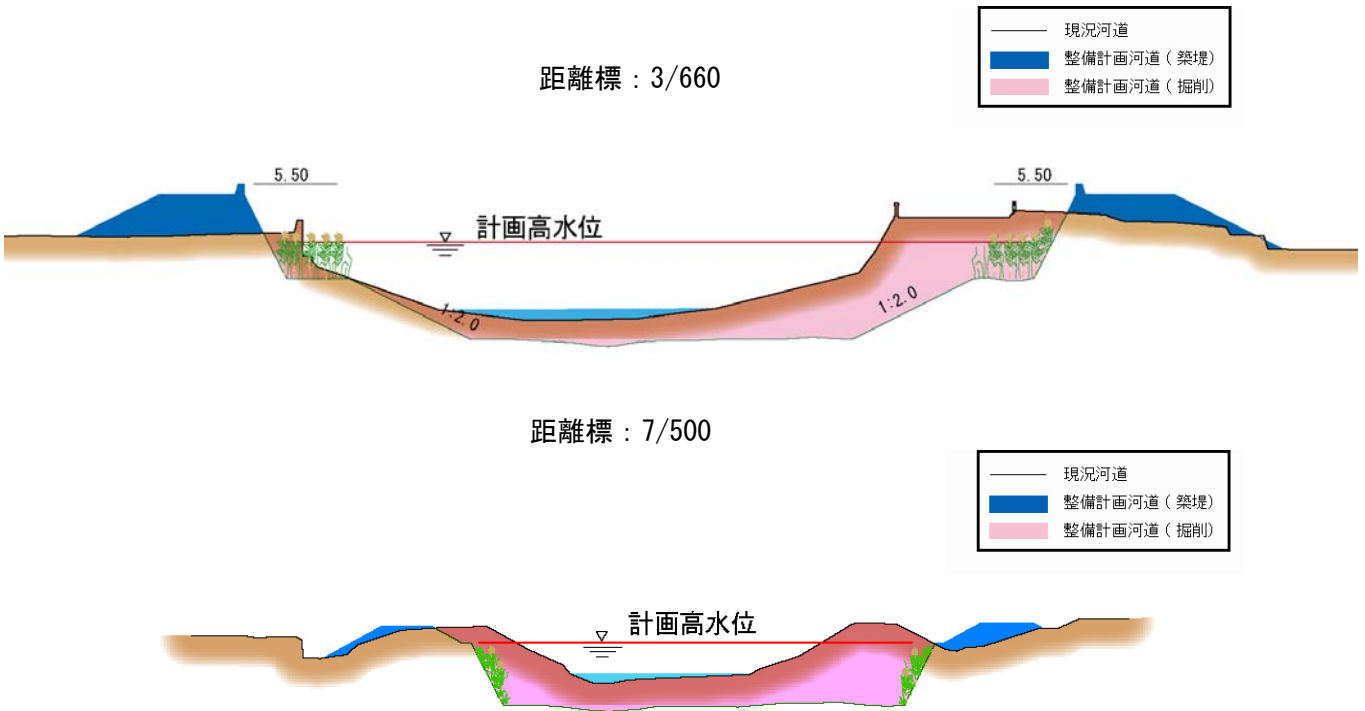 距離標：3/660
現況河道
整備計画河道（築堤）
整備計画河道（掘削）
5.50
5.50
計画高水位
1:2.0
1:2.0
距離標：7/500
現況河道
整備計画河道（築堤）
整備計画河道（掘削）
計画高水位